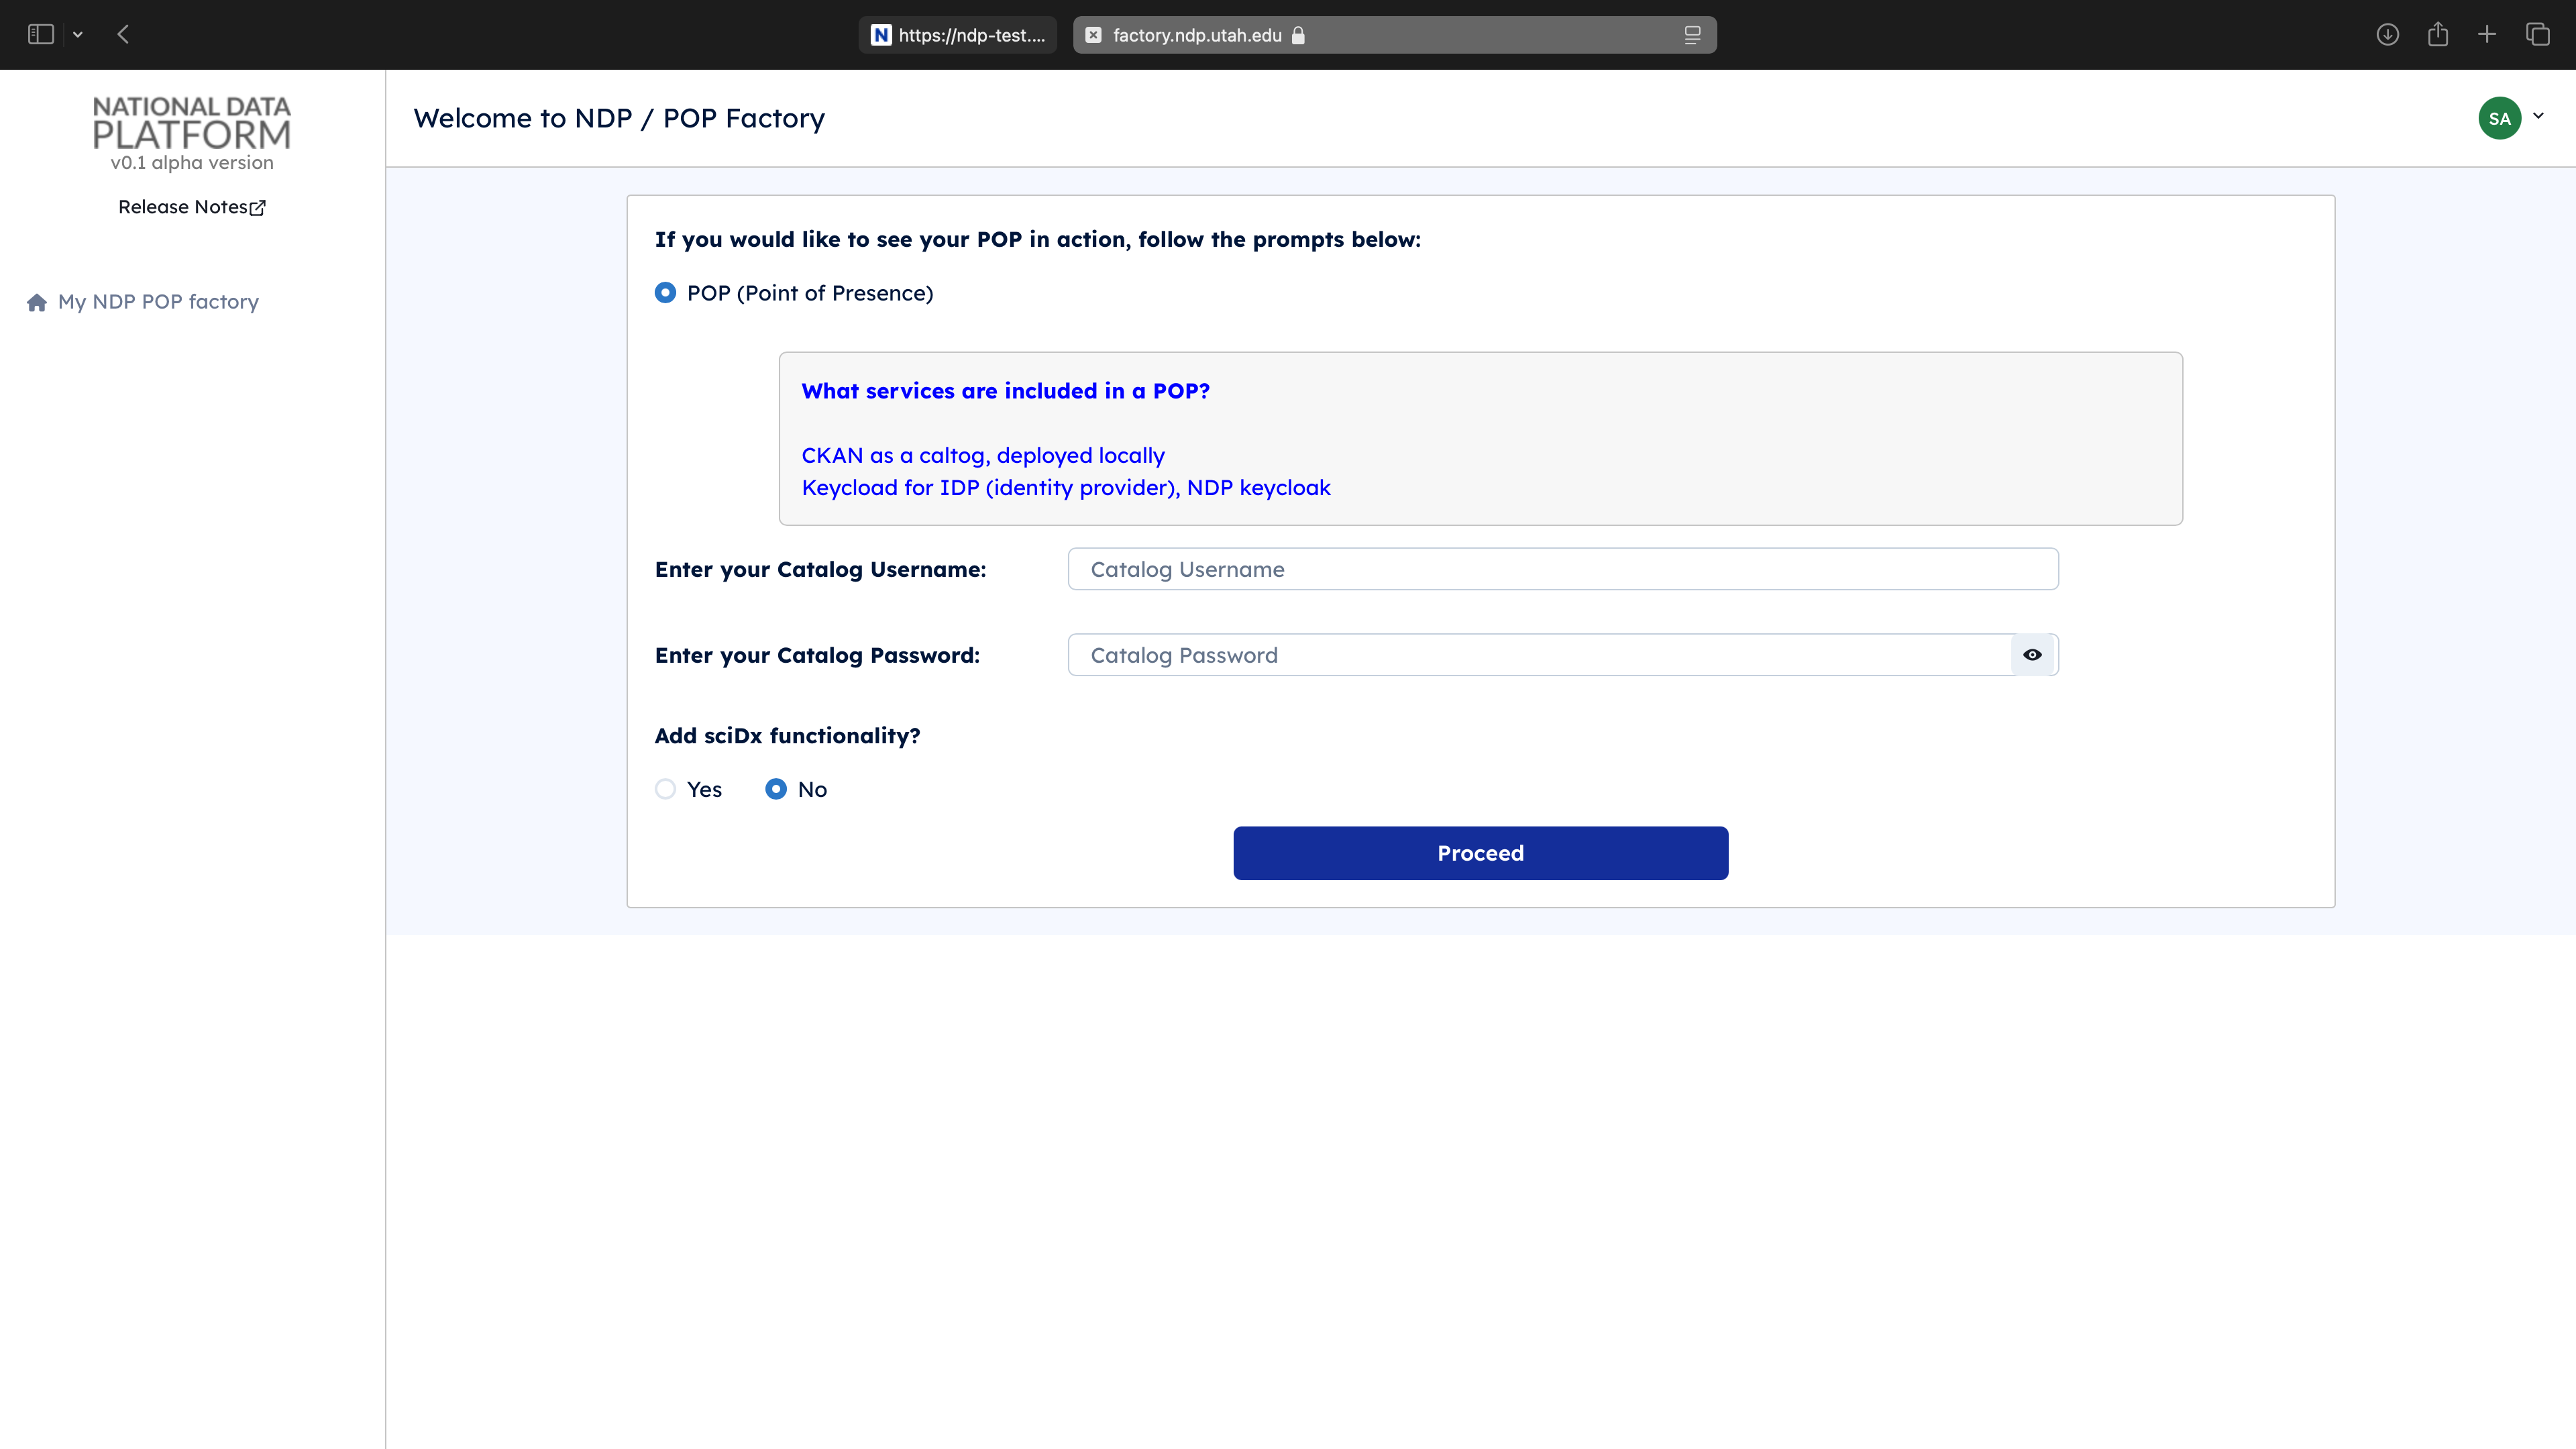 https://ndp-test....
factory.ndp.utah.edu
NATIONAL DATA
PLATFORM
v0.1 alpha version
Release Notes
My NDP POP factory
Welcome to NDP / POP Factory
SA
If you would like to see your POP in action, follow the prompts below:
POP (Point of Presence)
What services are included in a POP?
CKAN as a caltog, deployed locally
Keycload for IDP (identity provider), NDP keycloak
Enter your Catalog Username:
Catalog Username
Enter your Catalog Password:
Catalog Password
Add sciDx functionality?
Yes No
Proceed